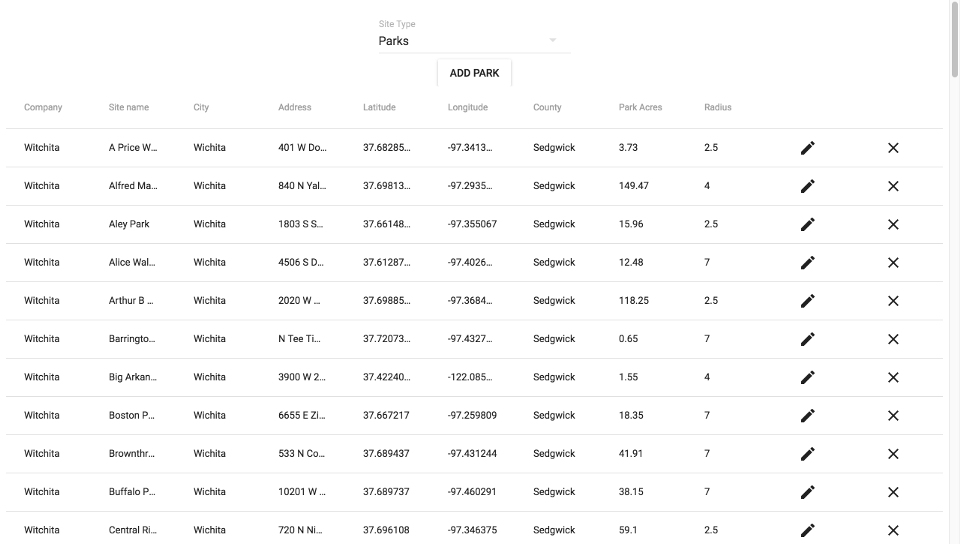 Site Type
Parks
ADD PARK
Company Site name City Address Latitude Longitude County Park Acres Radius
Witchita A Price W... Wichita 401 W Do... 37.68285... -97.3413... Sedgwick 3.73 2.5
Witchita Alfred Ma... Wichita 840 N Yal... 37.69813... -97.2935... Sedgwick 149.47 4
Witchita Aley Park Wichita 1803 S S... 37.66148... -97.355067 Sedgwick 15.96 2.5
Witchita Alice Wal... Wichita 4506 S D... 37.61287... -97.4026... Sedgwick 12.48 7
Witchita Arthur B ... Wichita 2020 W ... 37.69885... -97.3684... Sedgwick 118.25 2.5
Witchita Barringto... Wichita N Tee Ti... 37.72073... -97.4327... Sedgwick 0.65 7
Witchita Big Arkan... Wichita 3900 W 2... 37.42240... -122.085... Sedgwick 1.55 4
Witchita Boston P... Wichita 6655 E Zi... 37.667217 -97.259809 Sedgwick 18.35 7
Witchita Brownthr... Wichita 533 N Co... 37.689437 -97.431244 Sedgwick 41.91 7
Witchita Buffalo P... Wichita 10201 W ... 37.689737 -97.460291 Sedgwick 38.15 7
Witchita Central Ri... Wichita 720 N Ni... 37.696108 -97.346375 Sedgwick 59.1 2.5